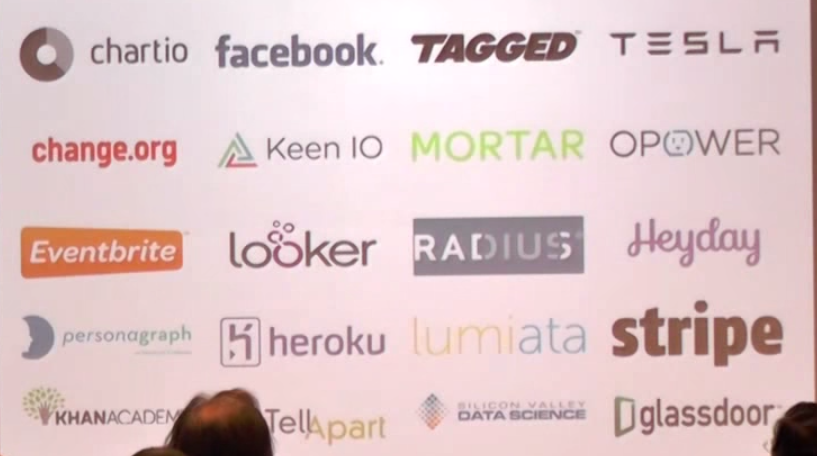 chartio facebook. TAGGED TESLA
change.org Keen IO MORTAR OPOWER
Eventbrite looker RADIUS Heyday
personagraph heroku lumiata stripe
KHANACADEM TellApart SILICON VALLEY DATA SCIENCE glassdoor